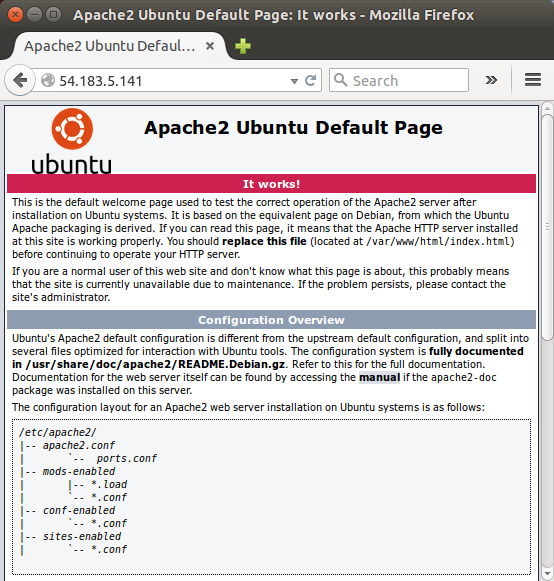 Apache2 Ubuntu Default Page: It works - Mozilla Firefox
Apache2 Ubuntu Defaul...
54.183.5.141
Search
ubuntu
Apache2 Ubuntu Default Page
It works!
This is the default welcome page used to test the correct operation of the Apache2 server after
installation on Ubuntu systems. It is based on the equivalent page on Debian, from which the Ubuntu
Apache packaging is derived. If you can read this page, it means that the Apache HTTP server installed
at this site is working properly. You should replace this file (located at /var/www/html/index.html)
before continuing to operate your HTTP server.
If you are a normal user of this web site and don't know what this page is about, this probably means
that the site is currently unavailable due to maintenance. If the problem persists, please contact the
site's administrator.
Configuration Overview
Ubuntu's Apache2 default configuration is different from the upstream default configuration, and split into
several files optimized for interaction with Ubuntu tools. The configuration system is fully documented
in /usr/share/doc/apache2/README.Debian.gz. Refer to this for the full documentation.
Documentation for the web server itself can be found by accessing the manual if the apache2-doc
package was installed on this server.
The configuration layout for an Apache2 web server installation on Ubuntu systems is as follows:
/etc/apache2/
|-- apache2.conf
|       `--  ports.conf
|-- mods-enabled
|       |-- *.load
|       `-- *.conf
|-- conf-enabled
|       `-- *.conf
|-- sites-enabled
|       `-- *.conf